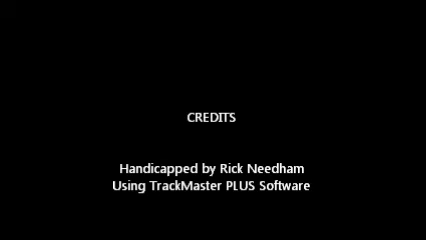 CREDITS
Handicapped by Rick Needham
Using TrackMaster PLUS Software